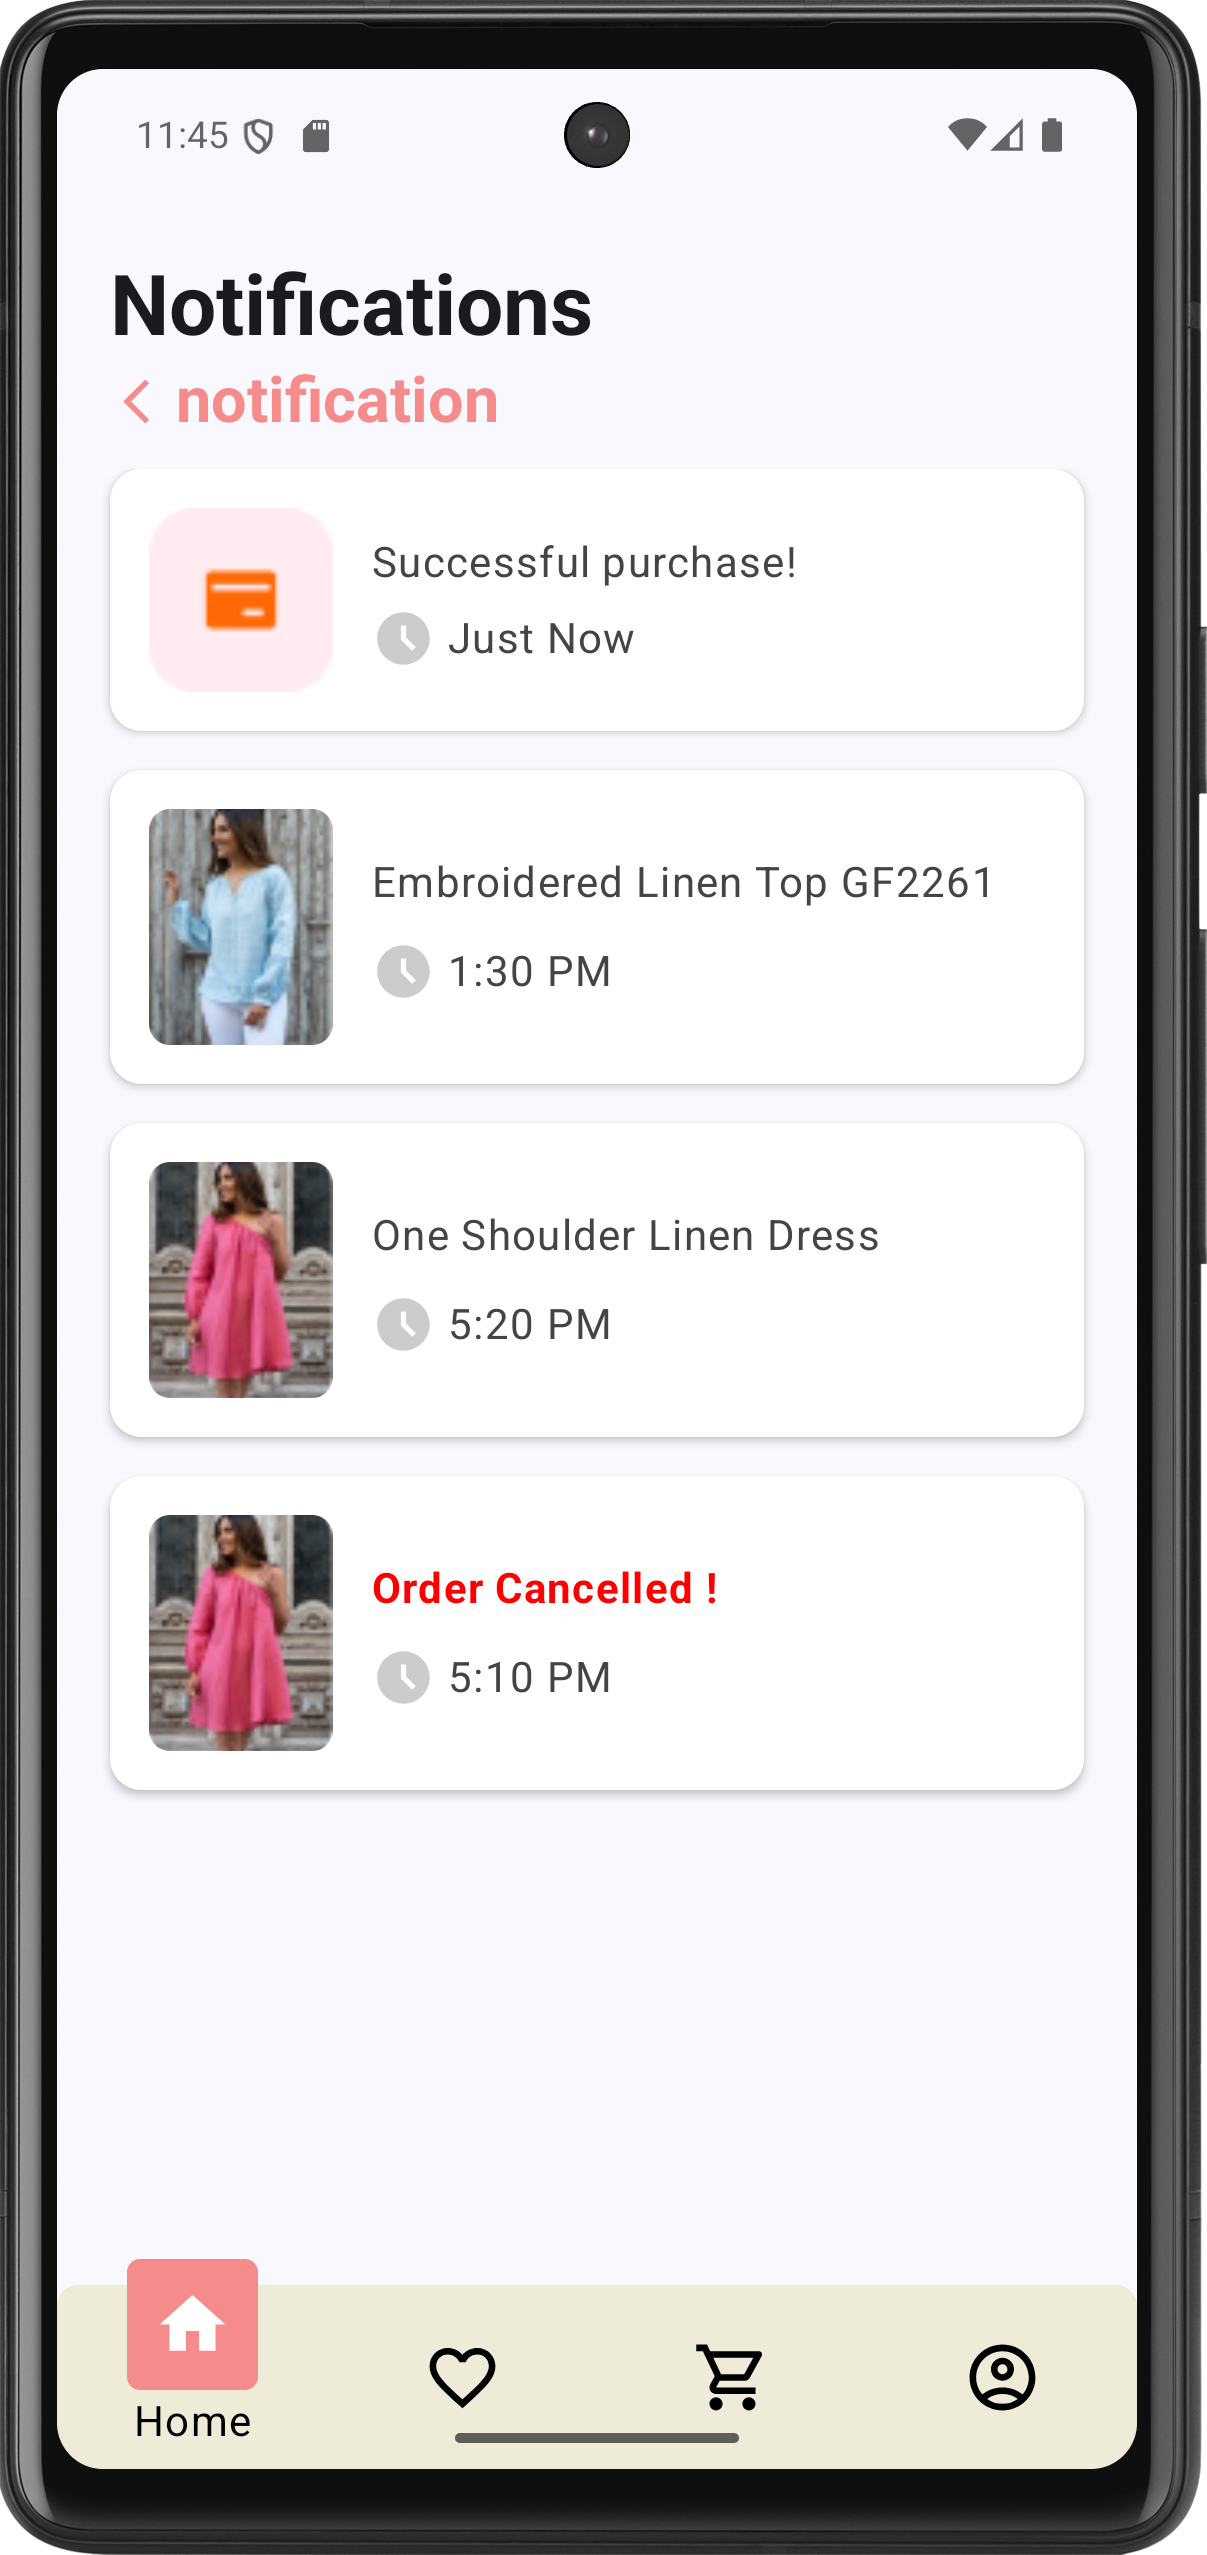 11:45
Notifications
notification
Successful purchase!
Just Now
Embroidered Linen Top GF2261
1:30 PM
One Shoulder Linen Dress
5:20 PM
Order Cancelled !
5:10 PM
Home